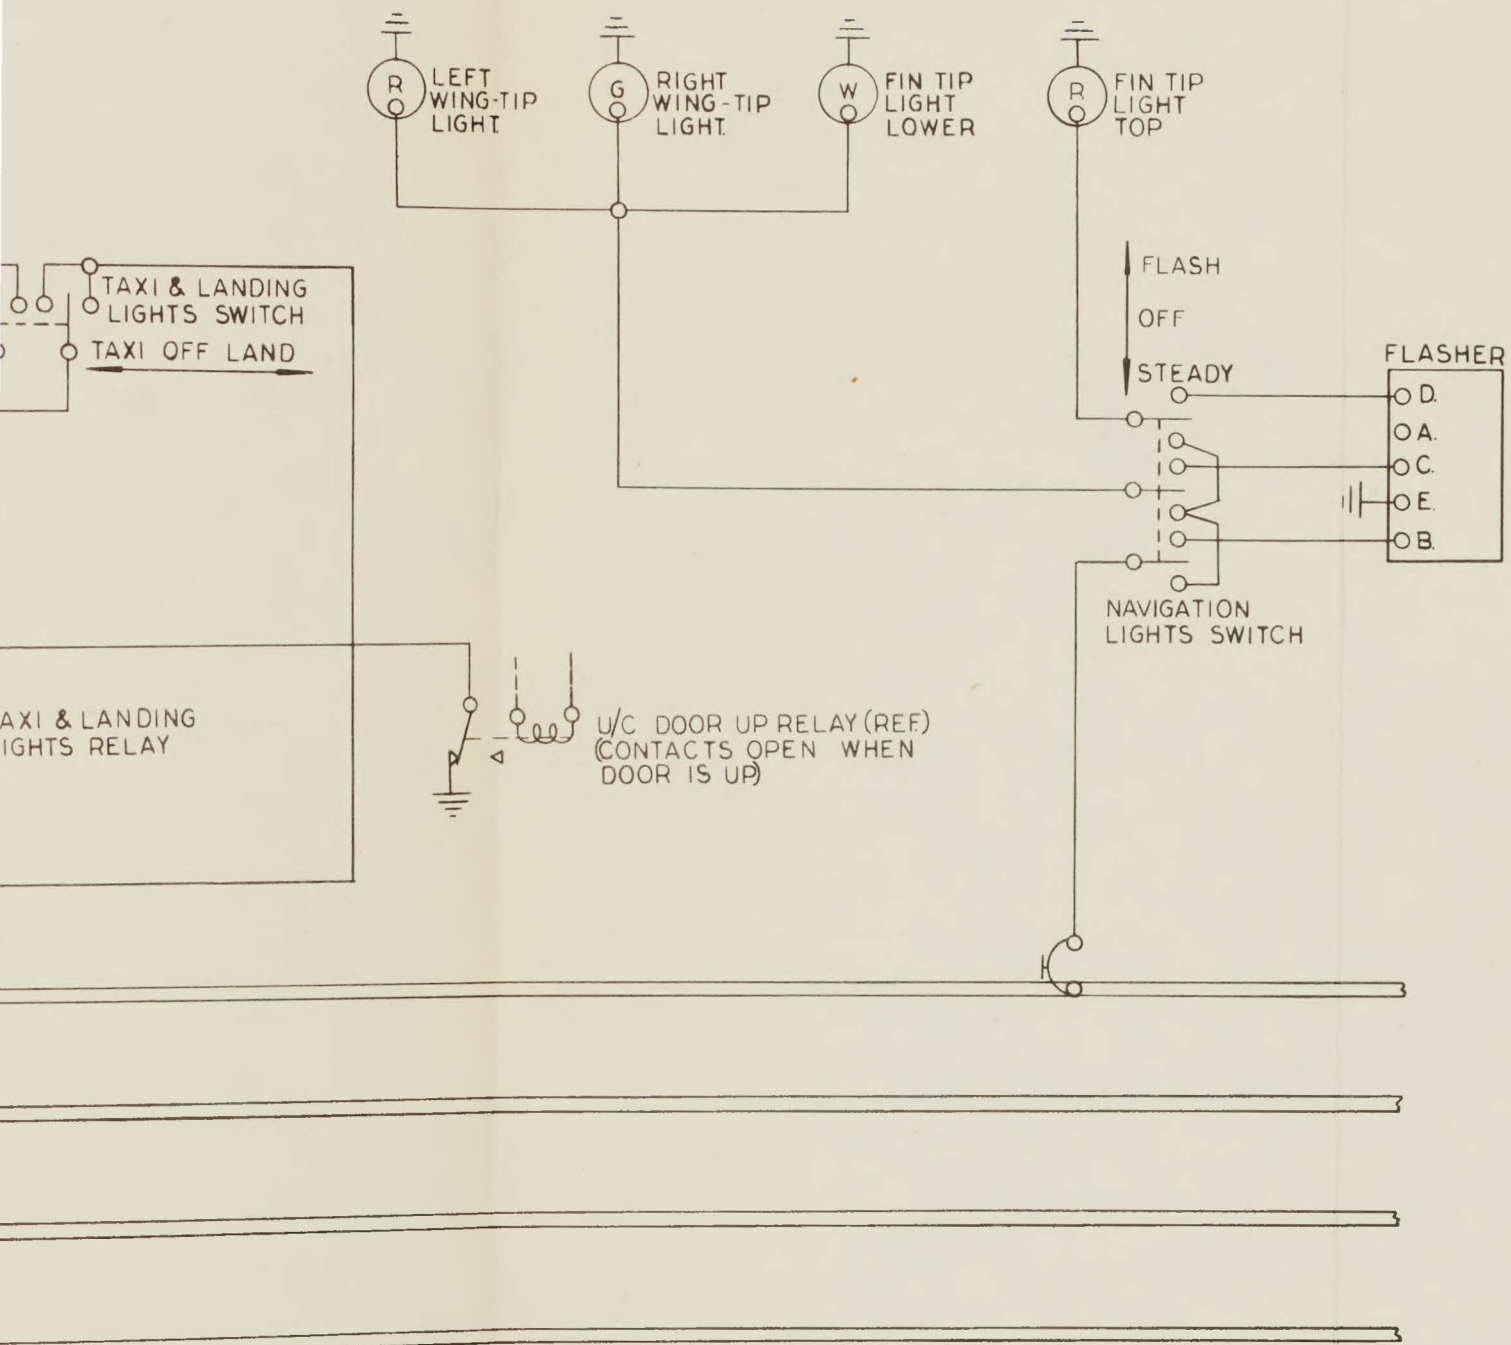 R
LEFT
WING-TIP
LIGHT.
G
RIGHT
WING-TIP
LIGHT.
W
FIN TIP
LIGHT
LOWER
R
FIN TIP
LIGHT
TOP
TAXI & LANDING
LIGHTS SWITCH
TAXI OFF LAND
FLASH
OFF
STEADY
FLASHER
D.
A.
C.
E.
B.
NAVIGATION
LIGHTS SWITCH
AXI & LANDING
IGHTS RELAY
U/C DOOR UP RELAY (REF.)
(CONTACTS OPEN WHEN
DOOR IS UP)